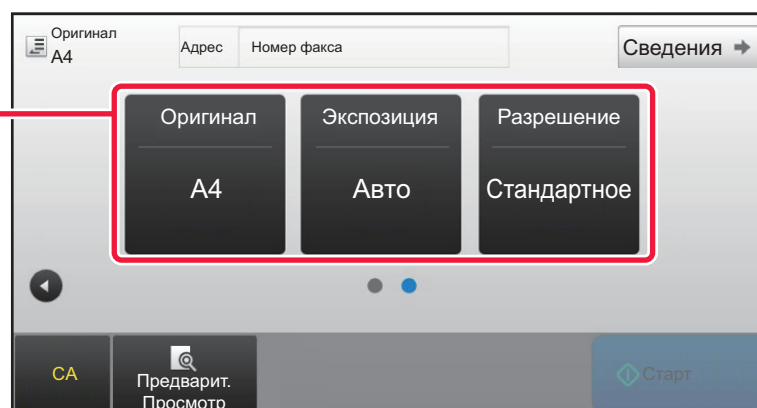 Оригинал
A4
Адрес
Номер факса
Сведения
Оригинал
Экспозиция
Разрешение
A4
Авто
Стандартное
CA
Предварит.
Просмотр
Старт